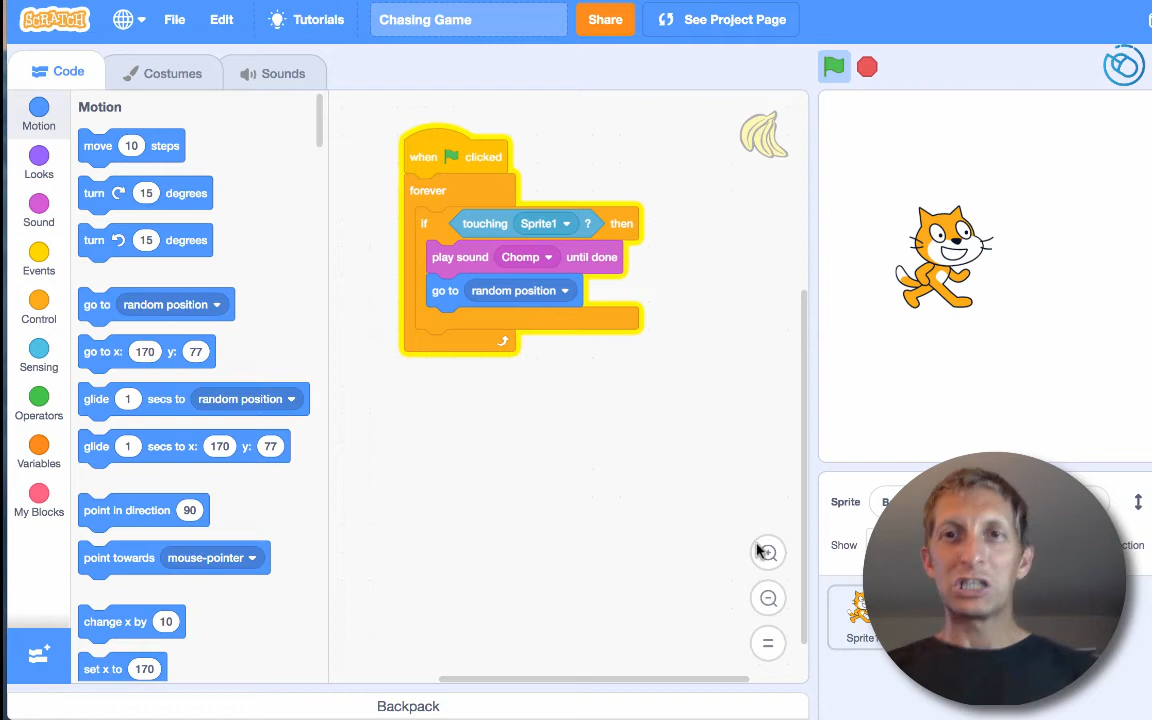 SCRATCH
File
Edit
Tutorials
Chasing Game
Share
See Project Page
Code
Costumes
Sounds
Motion
Looks
Sound
Events
Control
Sensing
Operators
Variables
My Blocks
Motion
move 10 steps
turn 15 degrees
turn 15 degrees
go to random position
go to x: 170 y: 77
glide 1 secs to random position
glide 1 secs to x: 170 y: 77
point in direction 90
point towards mouse-pointer
change x by 10
set x to 170
when clicked
forever
if touching Sprite1 ? then
play sound Chomp until done
go to random position
Sprite
Show
Sprite1
Backpack